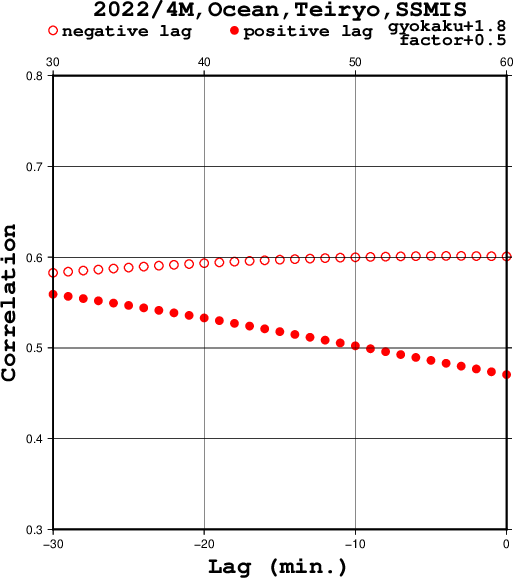 2022/4M,Ocean,Teiryo,SSMIS
negative lag positive lag gyokaku+1.8
factor+0.5
30 40 50 60
0.8
0.7
0.6
0.5
0.4
0.3
Correlation
−30 −20 −10 0
Lag (min.)